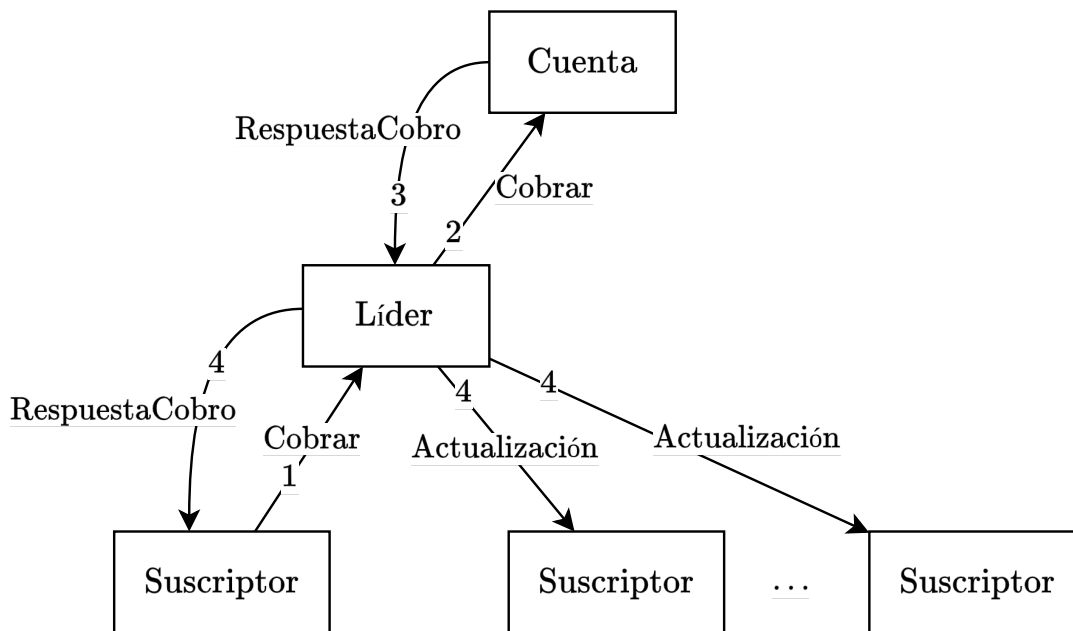 Cuenta
RespuestaCobro
3
Cobrar
2
Líder
4
RespuestaCobro
Cobrar
1
4
Actualización
4
Actualización
Suscriptor
Suscriptor
...
Suscriptor